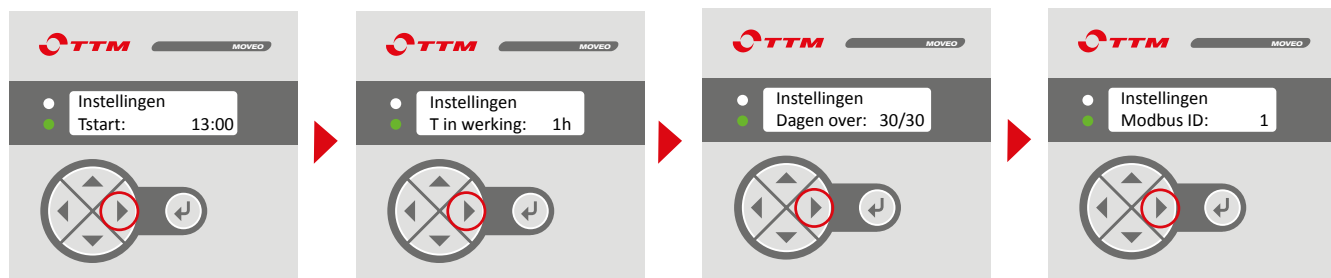 TTM MOVEO
Instellingen
Tstart: 13:00
TTM MOVEO
Instellingen
T in werking: 1h
TTM MOVEO
Instellingen
Dagen over: 30/30
TTM MOVEO
Instellingen
Modbus ID: 1